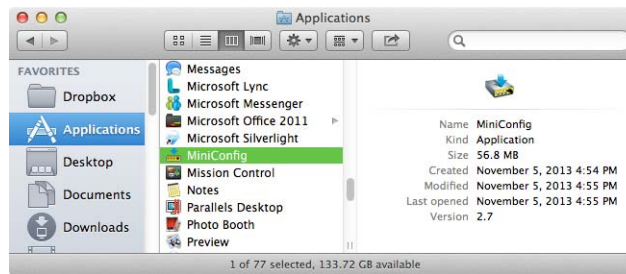 Applications
FAVORITES
Dropbox
Applications
Desktop
Documents
Downloads
Messages
Microsoft Lync
Microsoft Messenger
Microsoft Office 2011
Microsoft Silverlight
MiniConfig
Mission Control
Notes
Parallels Desktop
Photo Booth
Preview
Name MiniConfig
Kind Application
Size 56.8 MB
Created November 5, 2013 4:54 PM
Modified November 5, 2013 4:55 PM
Last opened November 5, 2013 4:55 PM
Version 2.7
1 of 77 selected, 133.72 GB available